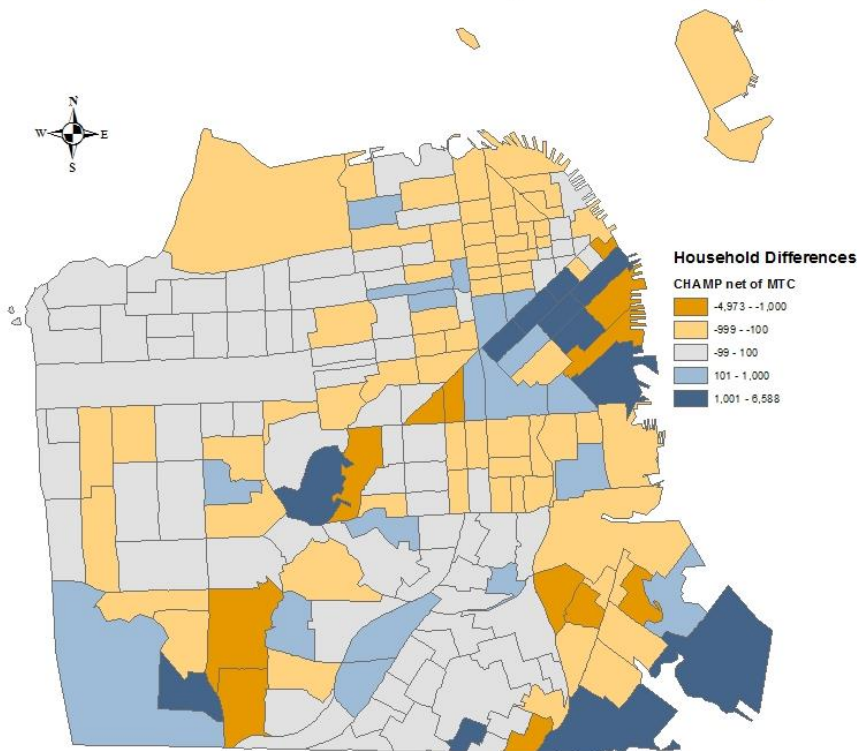 N
W E
S
Household Differences
CHAMP net of MTC
-4,973 - -1,000
-999 - -100
-99 - 100
101 - 1,000
1,001 - 6,588